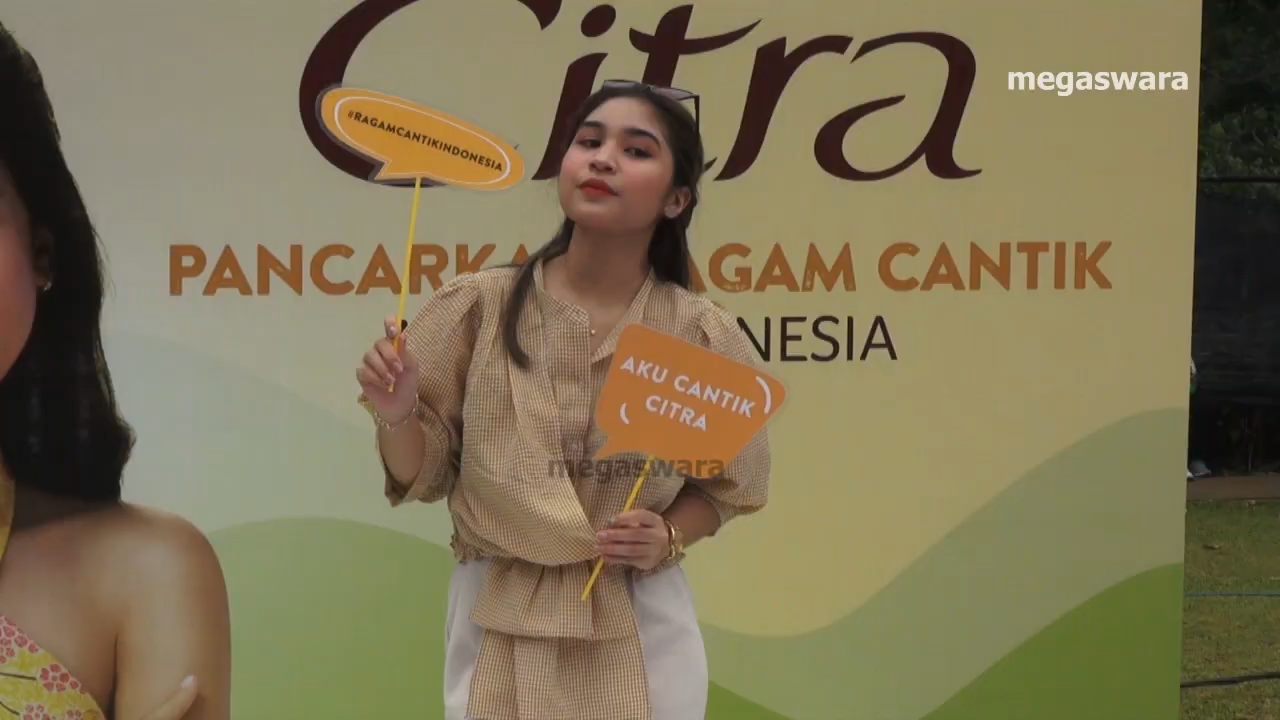 Citra
megaswara
#RAGAMCANTIKINDONESIA
PANCARKA AGAM CANTIK
NESIA
AKU CANTIK
CITRA
megaswara